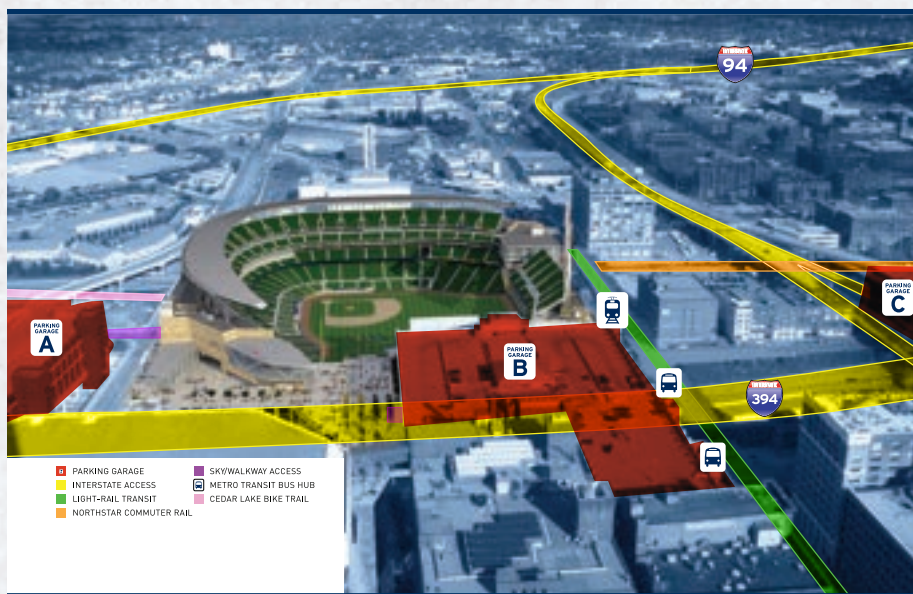 94
PARKING
GARAGE
C
PARKING
GARAGE
A
PARKING
GARAGE
B
394
PARKING GARAGE
INTERSTATE ACCESS
LIGHT-RAIL TRANSIT
NORTHSTAR COMMUTER RAIL
SKY/WALKWAY ACCESS
METRO TRANSIT BUS HUB
CEDAR LAKE BIKE TRAIL